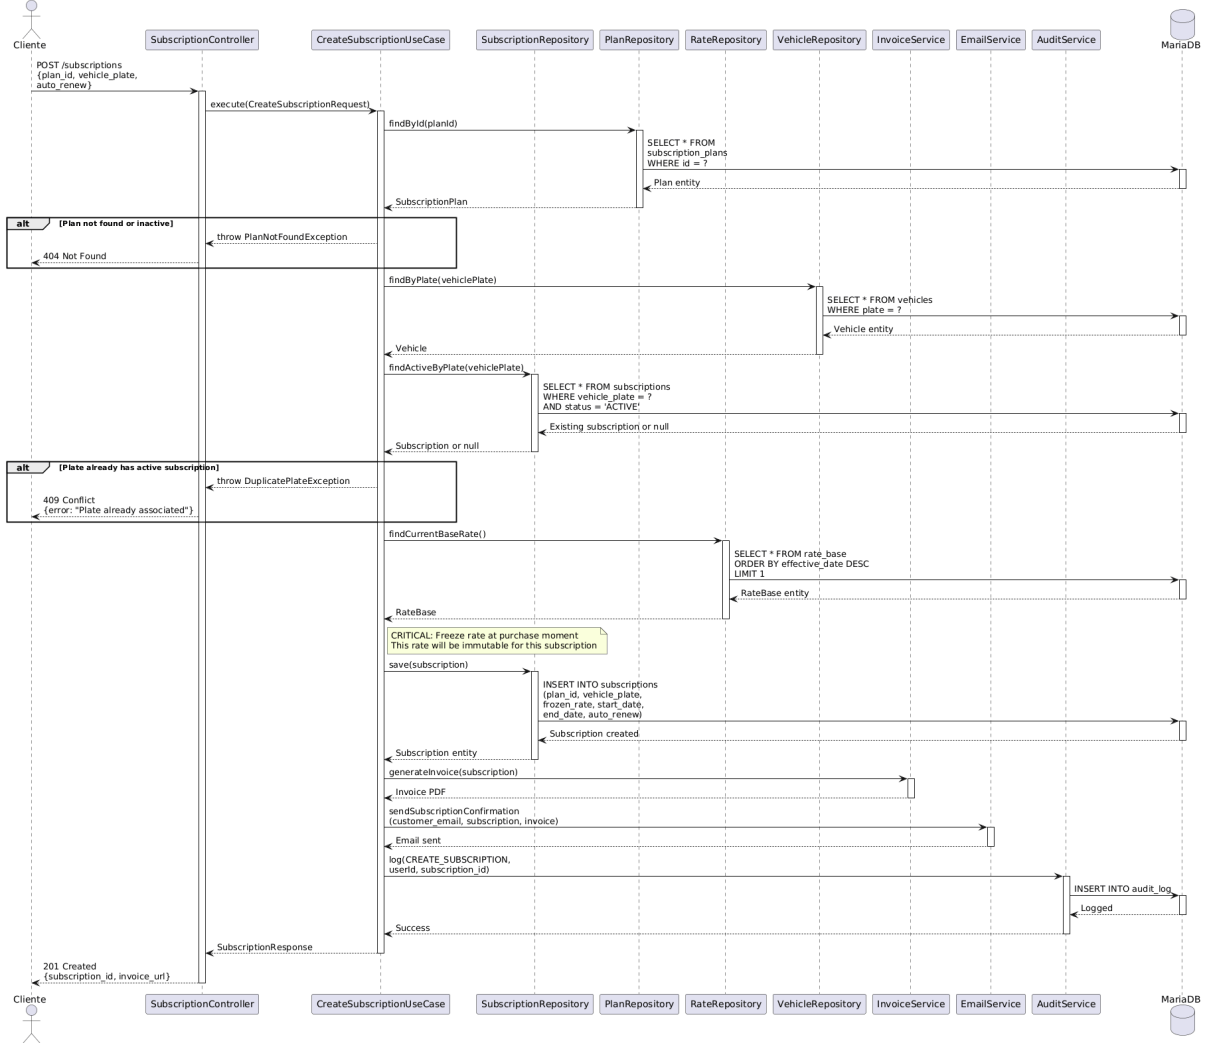 Cliente
SubscriptionController
CreateSubscriptionUseCase
SubscriptionRepository
PlanRepository
RateRepository
VehicleRepository
InvoiceService
EmailService
AuditService
MariaDB
POST /subscriptions
{plan_id, vehicle_plate,
auto_renew}
execute(CreateSubscriptionRequest)
findById(planId)
SELECT * FROM
subscription_plans
WHERE id = ?
Plan entity
SubscriptionPlan
alt
[Plan not found or inactive]
throw PlanNotFoundException
404 Not Found
findByPlate(vehiclePlate)
SELECT * FROM vehicles
WHERE plate = ?
Vehicle entity
Vehicle
findActiveByPlate(vehiclePlate)
SELECT * FROM subscriptions
WHERE vehicle_plate = ?
AND status = 'ACTIVE'
Existing subscription or null
Subscription or null
alt
[Plate already has active subscription]
throw DuplicatePlateException
409 Conflict
{error: "Plate already associated"}
findCurrentBaseRate()
SELECT * FROM rate_base
ORDER BY effective_date DESC
LIMIT 1
RateBase entity
RateBase
CRITICAL: Freeze rate at purchase moment
This rate will be immutable for this subscription
save(subscription)
INSERT INTO subscriptions
(plan_id, vehicle_plate,
frozen_rate, start_date,
end_date, auto_renew)
Subscription created
Subscription entity
generateInvoice(subscription)
Invoice PDF
sendSubscriptionConfirmation
(customer_email, subscription, invoice)
Email sent
log(CREATE_SUBSCRIPTION,
userId, subscription_id)
INSERT INTO audit_log
Logged
Success
SubscriptionResponse
201 Created
{subscription_id, invoice_url}
Cliente
SubscriptionController
CreateSubscriptionUseCase
SubscriptionRepository
PlanRepository
RateRepository
VehicleRepository
InvoiceService
EmailService
AuditService
MariaDB